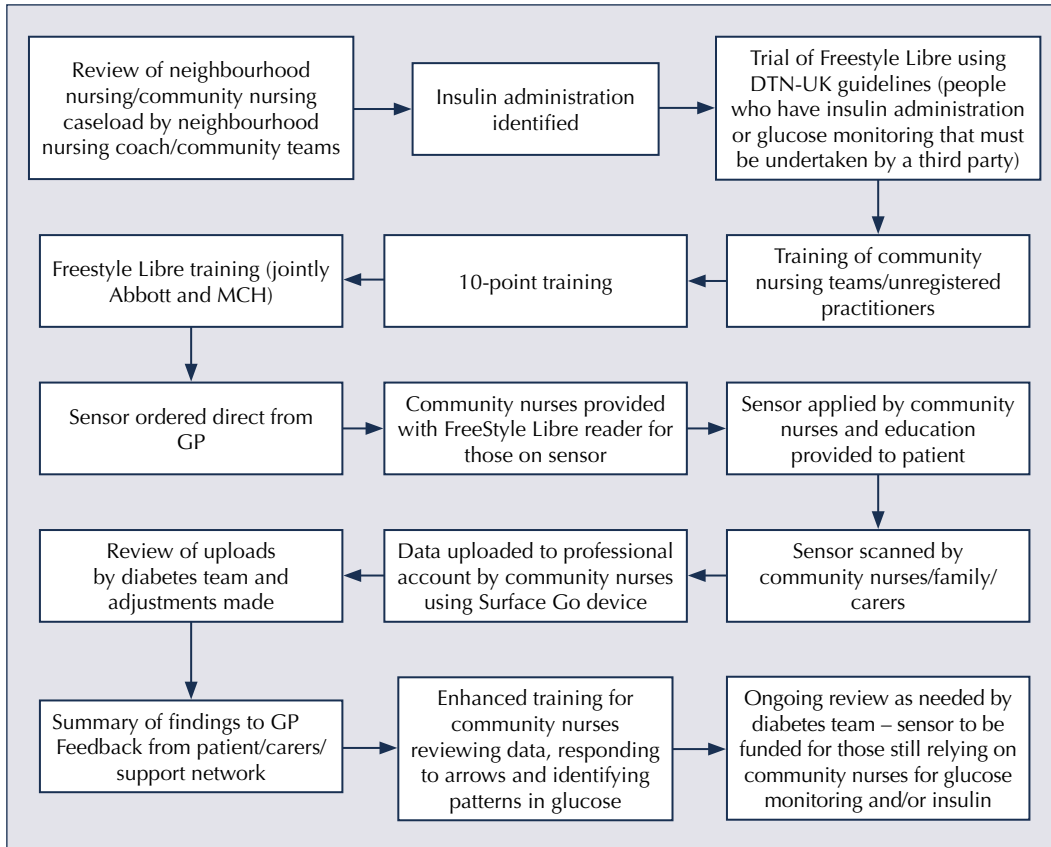 Review of neighbourhood
nursing/community nursing
caseload by neighbourhood
nursing coach/community teams
Insulin administration
identified
Trial of Freestyle Libre using
DTN-UK guidelines (people
who have insulin administration
or glucose monitoring that must
be undertaken by a third party)
Training of community
nursing teams/unregistered
practitioners
10-point training
Freestyle Libre training (jointly
Abbott and MCH)
Sensor ordered direct from
GP
Community nurses provided
with FreeStyle Libre reader for
those on sensor
Sensor applied by community
nurses and education
provided to patient
Sensor scanned by
community nurses/family/
carers
Data uploaded to professional
account by community nurses
using Surface Go device
Review of uploads
by diabetes team and
adjustments made
Summary of findings to GP
Feedback from patient/carers/
support network
Enhanced training for
community nurses
reviewing data, responding
to arrows and identifying
patterns in glucose
Ongoing review as needed by
diabetes team – sensor to be
funded for those still relying on
community nurses for glucose
monitoring and/or insulin